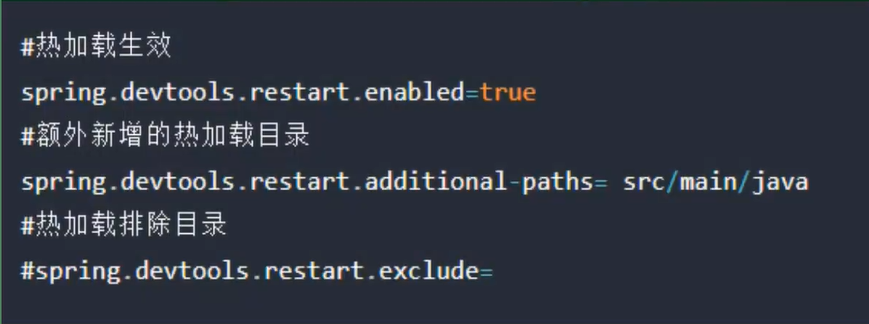 #热加载生效
spring.devtools.restart.enabled=true
#额外新增的热加载目录
spring.devtools.restart.additional-paths= src/main/java
#热加载排除目录
#spring.devtools.restart.exclude=